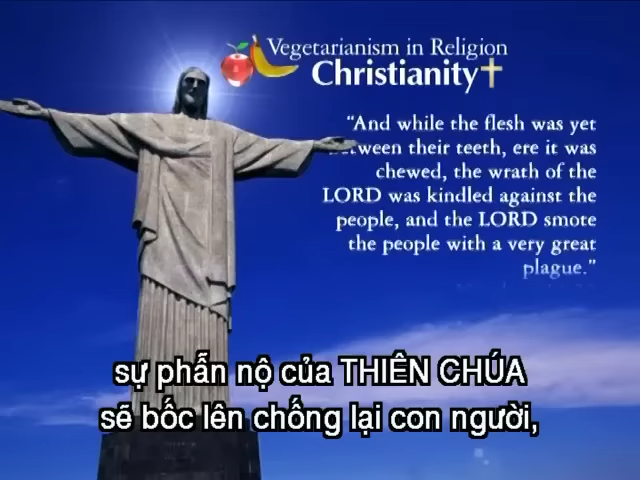 Vegetarianism in Religion
Christianity
"And while the flesh was yet
between their teeth, ere it was
chewed, the wrath of the
LORD was kindled against the
people, and the LORD smote
the people with a very great
plague."
sự phẫn nộ của THIÊN CHÚA
sẽ bốc lên chống lại con người,